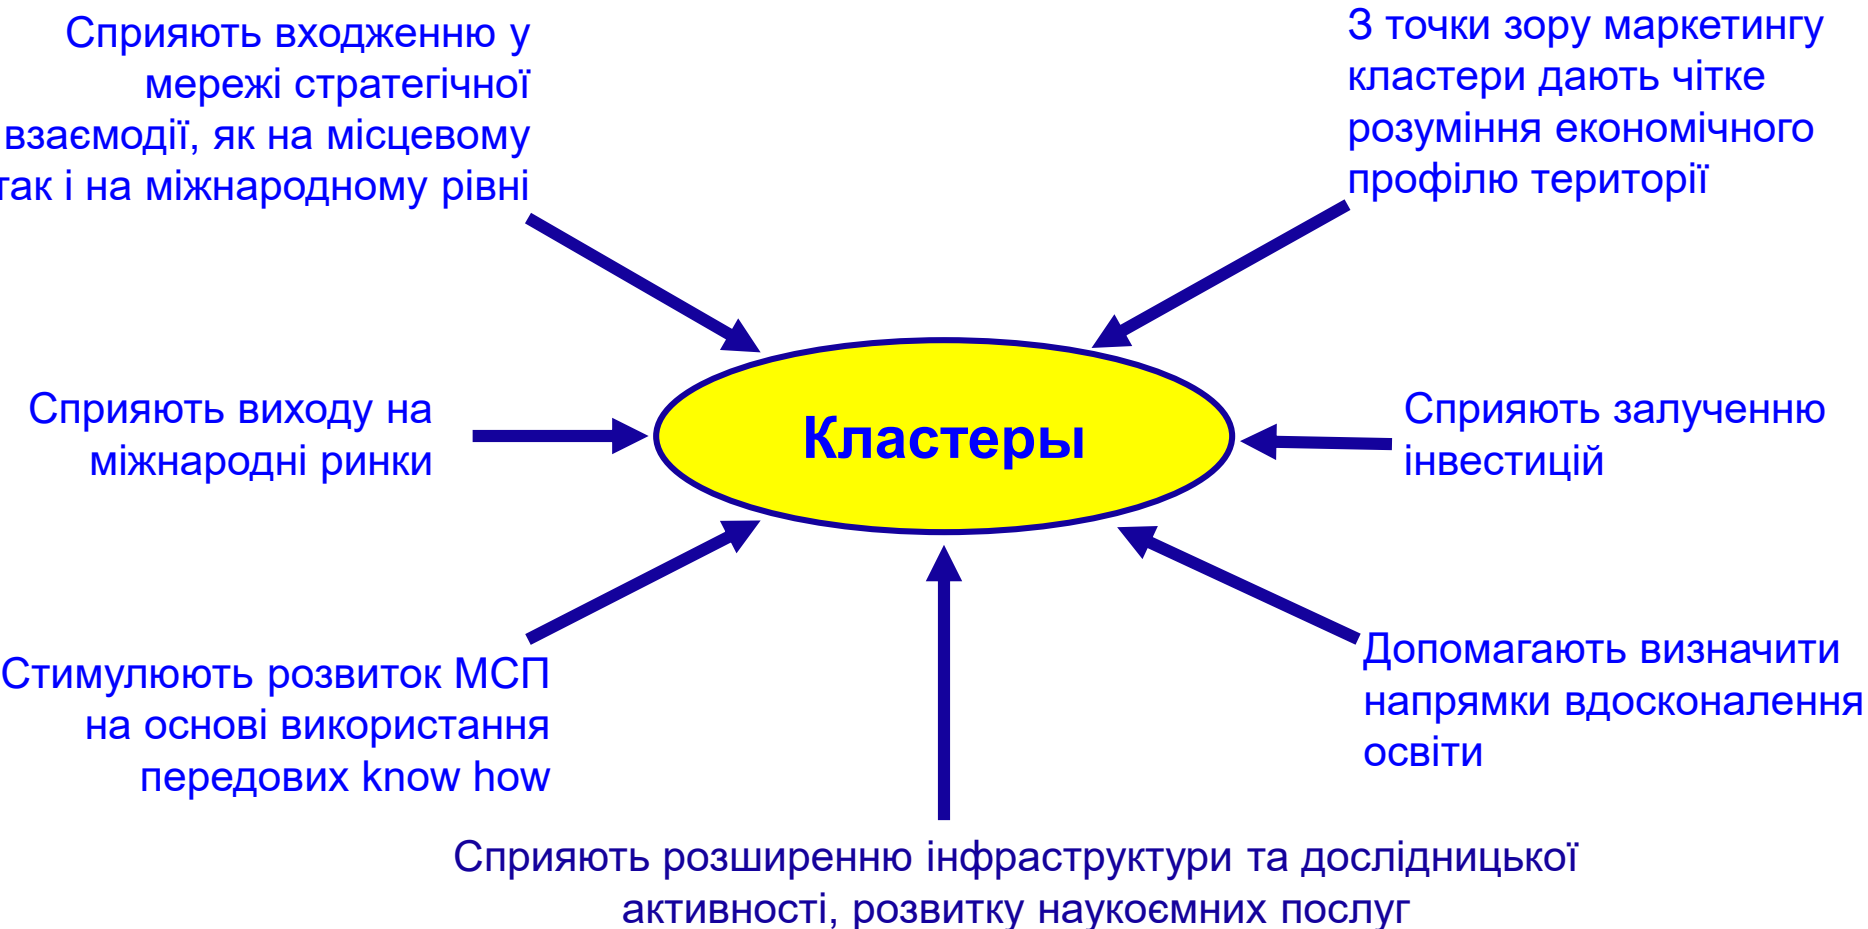 Сприяють входженню у
мережі стратегічної
взаємодії, як на місцевому
так і на міжнародному рівні
З точки зору маркетингу
кластери дають чітке
розуміння економічного
профілю території
Сприяють виходу на
міжнародні ринки
Кластеры
Сприяють залученню
інвестицій
Стимулюють розвиток МСП
на основі використання
передових know how
Допомагають визначити
напрямки вдосконалення
освіти
Сприяють розширенню інфраструктури та дослідницької
активності, розвитку наукоємних послуг